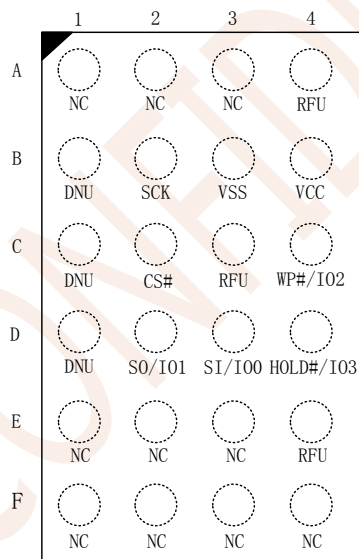 1 2 3 4
A
NC NC NC RFU
B
DNU SCK VSS VCC
C
DNU CS# RFU WP#/IO2
D
DNU SO/IO1 SI/IO0 HOLD#/IO3
E
NC NC NC RFU
F
NC NC NC NC